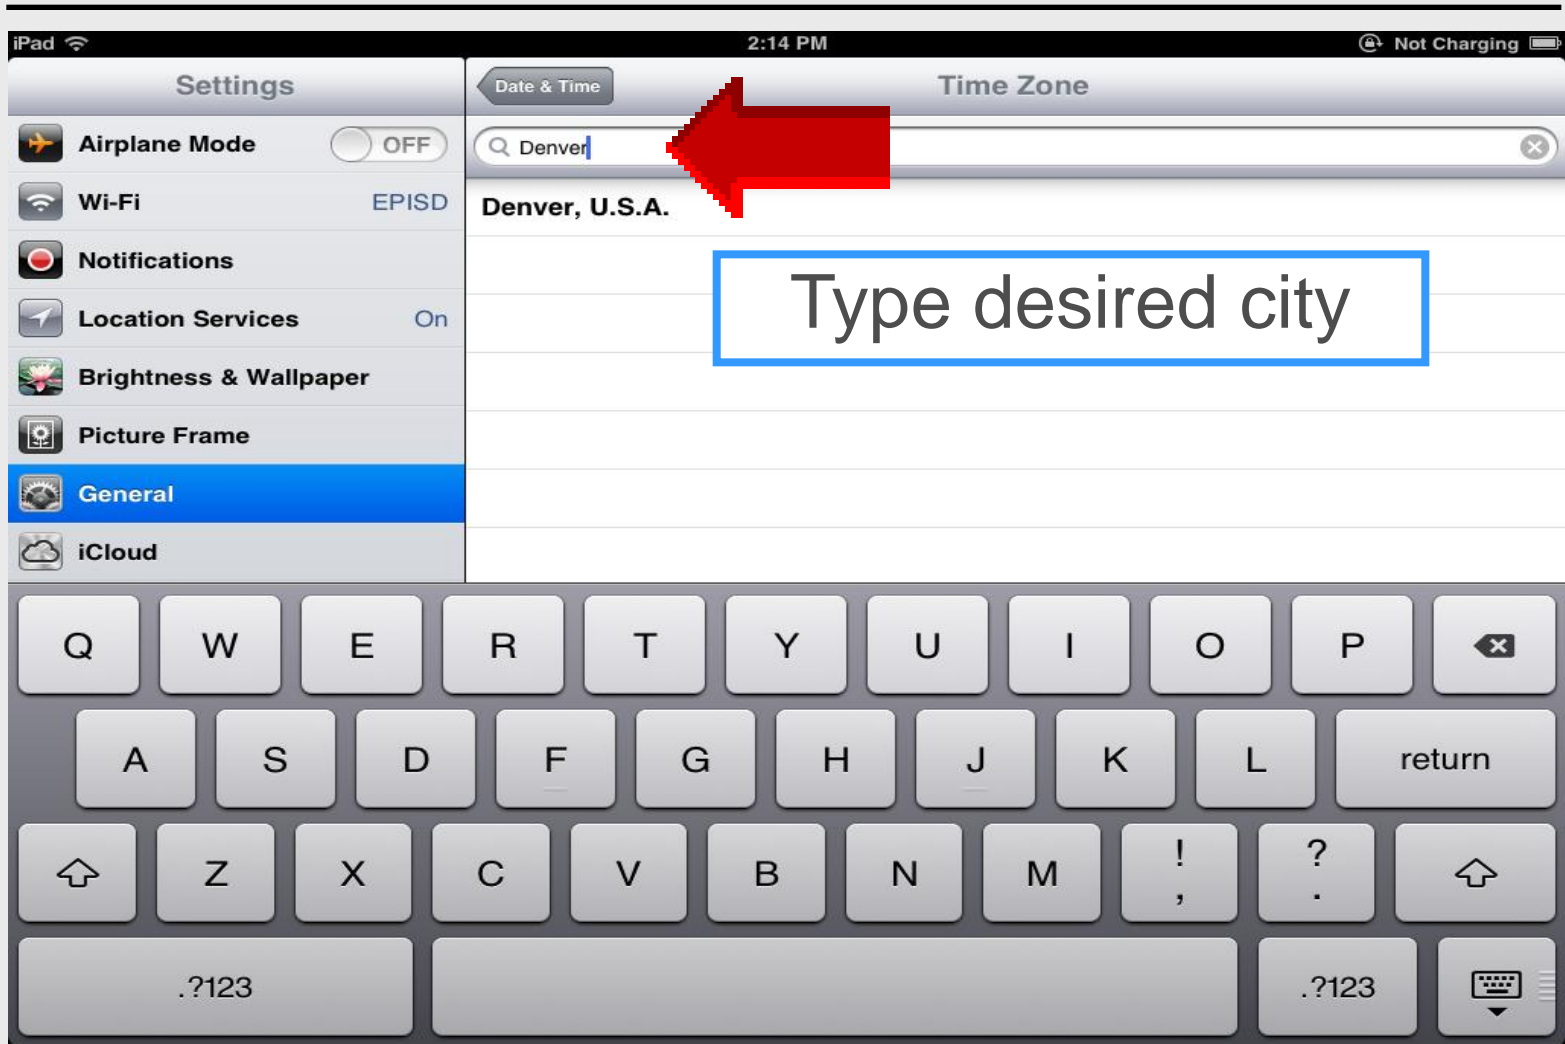 iPad 2:14 PM Not Charging
Settings Date & Time Time Zone
Airplane Mode OFF
Denver
Wi-Fi EPISD
Denver, U.S.A.
Notifications
Type desired city
Location Services On
Brightness & Wallpaper
Picture Frame
General
iCloud
Q W E R T Y U I O P
A S D F G H J K L return
Z X C V B N M ! , ? .
.?123 .?123